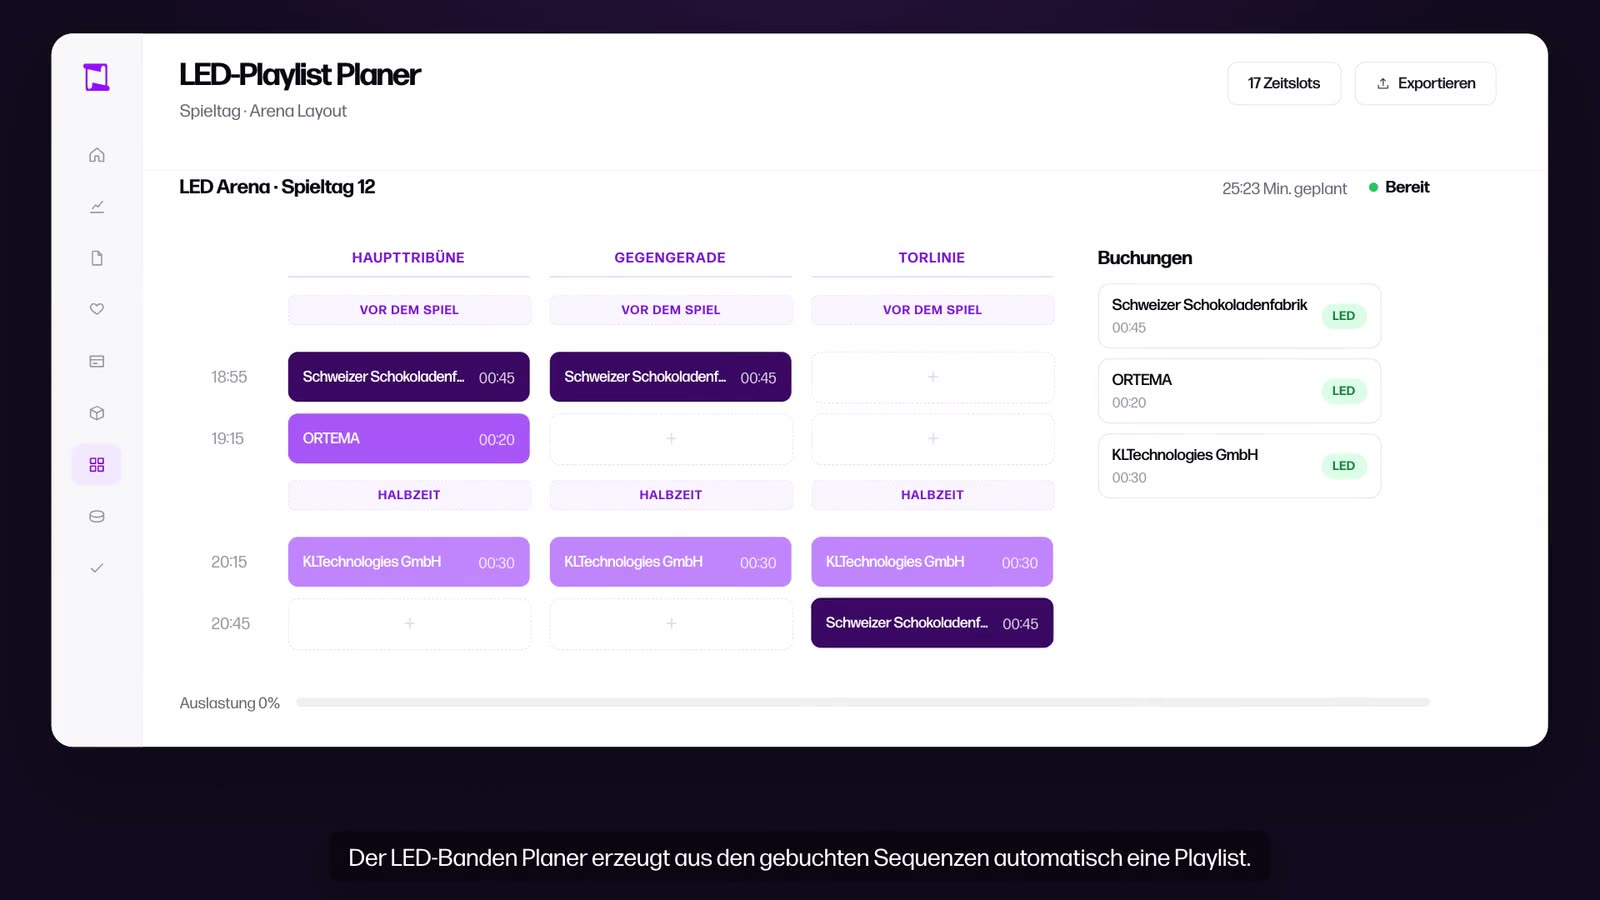 LED-Playlist Planer
Spieltag · Arena Layout
17 Zeitslots
Exportieren
LED Arena · Spieltag 12
25:23 Min. geplant
Bereit
HAUPTTRIBÜNE
GEGENGERADE
TORLINIE
Buchungen
VOR DEM SPIEL
VOR DEM SPIEL
VOR DEM SPIEL
Schweizer Schokoladenfabrik
00:45
LED
18:55
Schweizer Schokoladenf...
00:45
Schweizer Schokoladenf...
00:45
+
ORTEMA
00:20
LED
19:15
ORTEMA
00:20
+
+
KLTechnologies GmbH
00:30
LED
HALBZEIT
HALBZEIT
HALBZEIT
20:15
KLTechnologies GmbH
00:30
KLTechnologies GmbH
00:30
KLTechnologies GmbH
00:30
20:45
+
+
Schweizer Schokoladenf...
00:45
Auslastung 0%
Der LED-Banden Planer erzeugt aus den gebuchten Sequenzen automatisch eine Playlist.